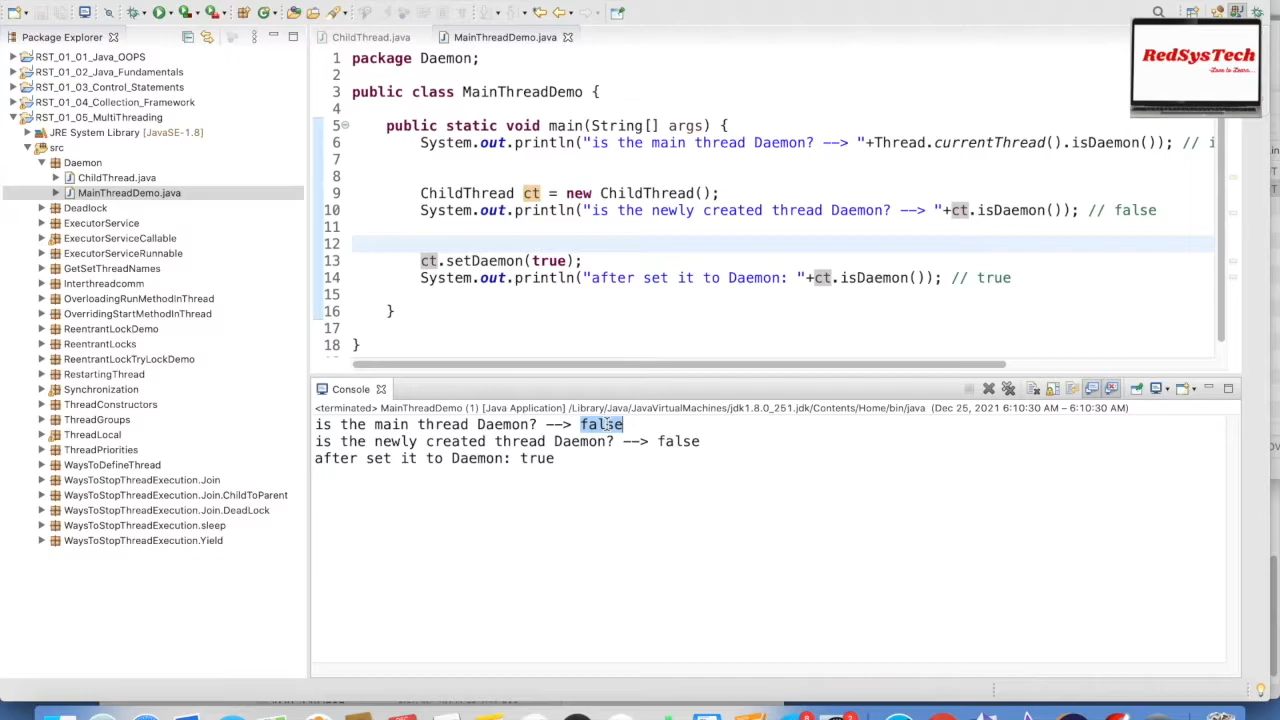 Package Explorer
ChildThread.java
MainThreadDemo.java
RedSysTech
-Love to Learn...
RST_01_01_Java_OOPS
RST_01_02_Java_Fundamentals
RST_01_03_Control_Statements
RST_01_04_Collection_Framework
RST_01_05_MultiThreading
JRE System Library [JavaSE-1.8]
src
Daemon
ChildThread.java
MainThreadDemo.java
Deadlock
ExecutorService
ExecutorServiceCallable
ExecutorServiceRunnable
GetSetThreadNames
Interthreadcomm
OverridingRunMethodInThread
OverridingStartMethodInThread
ReentrantLockDemo
ReentrantLocks
ReentrantLockTryLockDemo
RestartingThread
Synchronization
ThreadConstructors
ThreadGroups
ThreadLocal
ThreadPriorities
WaysToDefineThread
WaysToStopThreadExecution.Join
WaysToStopThreadExecution.Join.ChildToParent
WaysToStopThreadExecution.Join.DeadLock
WaysToStopThreadExecution.sleep
WaysToStopThreadExecution.Yield
1 package Daemon;
2
3 public class MainThreadDemo {
4
5 public static void main(String[] args) {
6 System.out.println("is the main thread Daemon? --> "+Thread.currentThread().isDaemon()); // i
7
8
9 ChildThread ct = new ChildThread();
10 System.out.println("is the newly created thread Daemon? --> "+ct.isDaemon()); // false
11
12
13 ct.setDaemon(true);
14 System.out.println("after set it to Daemon: "+ct.isDaemon()); // true
15
16 }
17
18 }
Console
<terminated> MainThreadDemo (1) [Java Application] /Library/Java/JavaVirtualMachines/jdk1.8.0_251.jdk/Contents/Home/bin/java (Dec 25, 2021 6:10:30 AM – 6:10:30 AM)
is the main thread Daemon? --> false
is the newly created thread Daemon? --> false
after set it to Daemon: true